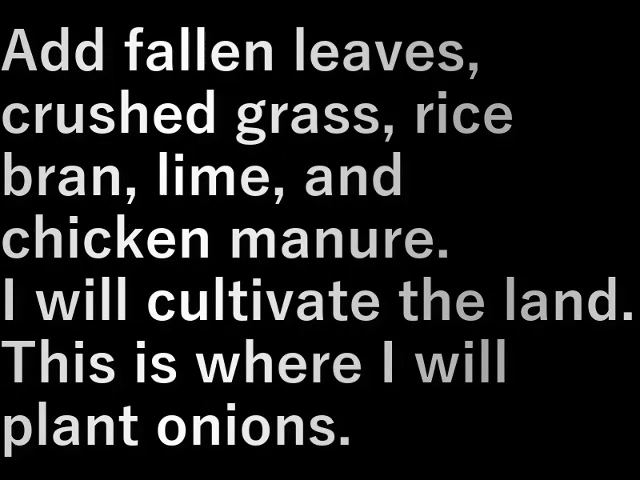 Add fallen leaves,
crushed grass, rice
bran, lime, and
chicken manure.
I will cultivate the land.
This is where I will
plant onions.